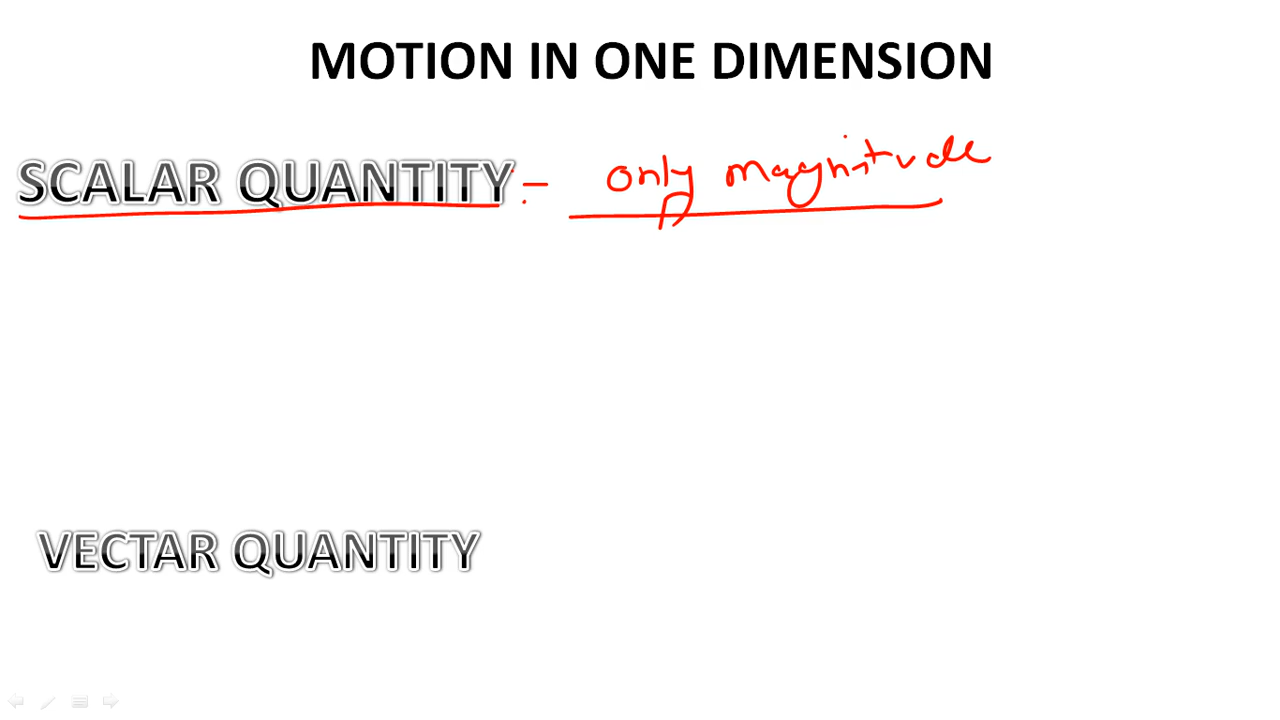 MOTION IN ONE DIMENSION
SCALAR QUANTITY :- only magnitude
VECTAR QUANTITY